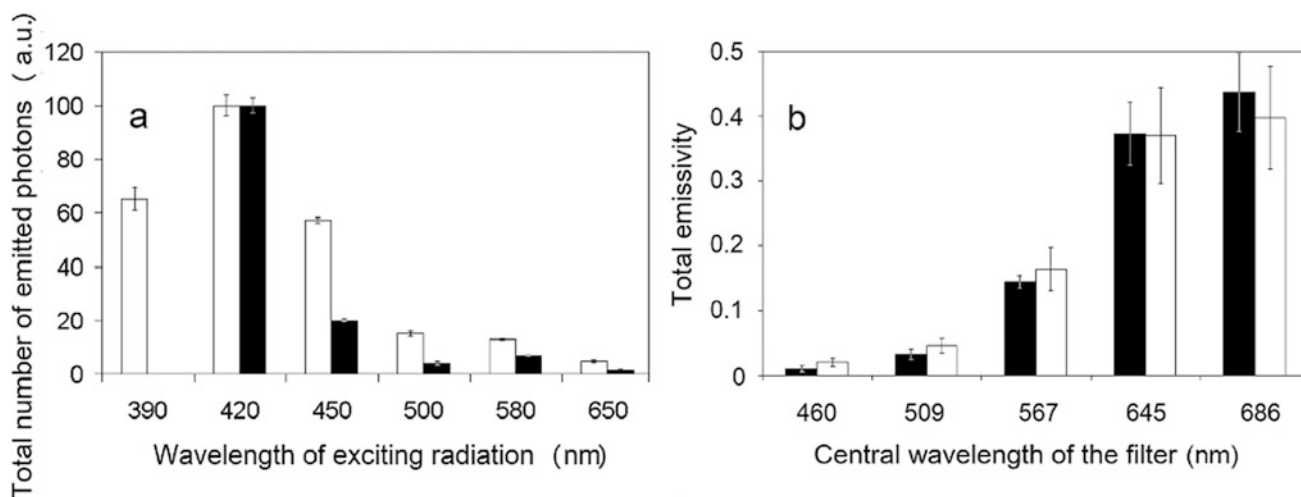 Total number of emitted photons ( a.u.)
120
100
80
60
40
20
0
a
390 420 450 500 580 650
Wavelength of exciting radiation (nm)
Total emissivity
0.5
0.4
0.3
0.2
0.1
0
b
460 509 567 645 686
Central wavelength of the filter (nm)